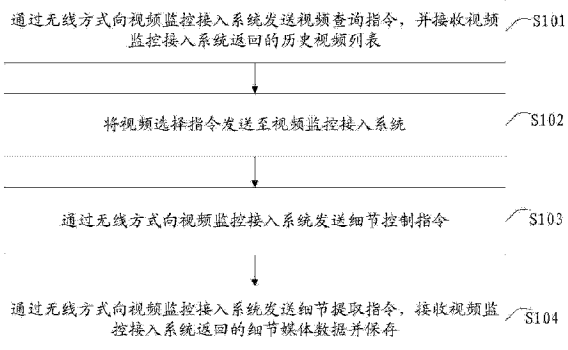 通过无线方式向视频监控接入系统发送视频查询指令，并接收视频
监控接入系统返回的历史视频列表
S101
将视频选择指令发送至视频监控接入系统
S102
通过无线方式向视频监控接入系统发送细节控制指令
S103
通过无线方式向视频监控接入系统发送细节提取指令，接收视频监
控接入系统返回的细节媒体数据并保存
S104